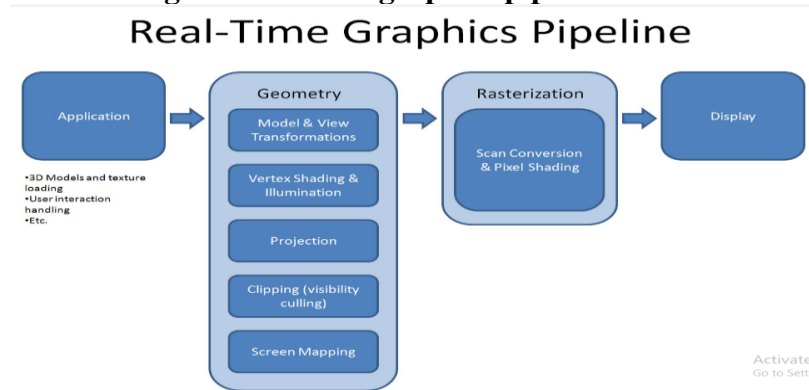 Real-Time Graphics Pipeline
Application
•3D Models and texture
loading
•User interaction
handling
•Etc.
Geometry
Model & View
Transformations
Vertex Shading &
Illumination
Projection
Clipping (visibility
culling)
Screen Mapping
Rasterization
Scan Conversion
& Pixel Shading
Display
Activate
Go to Sett